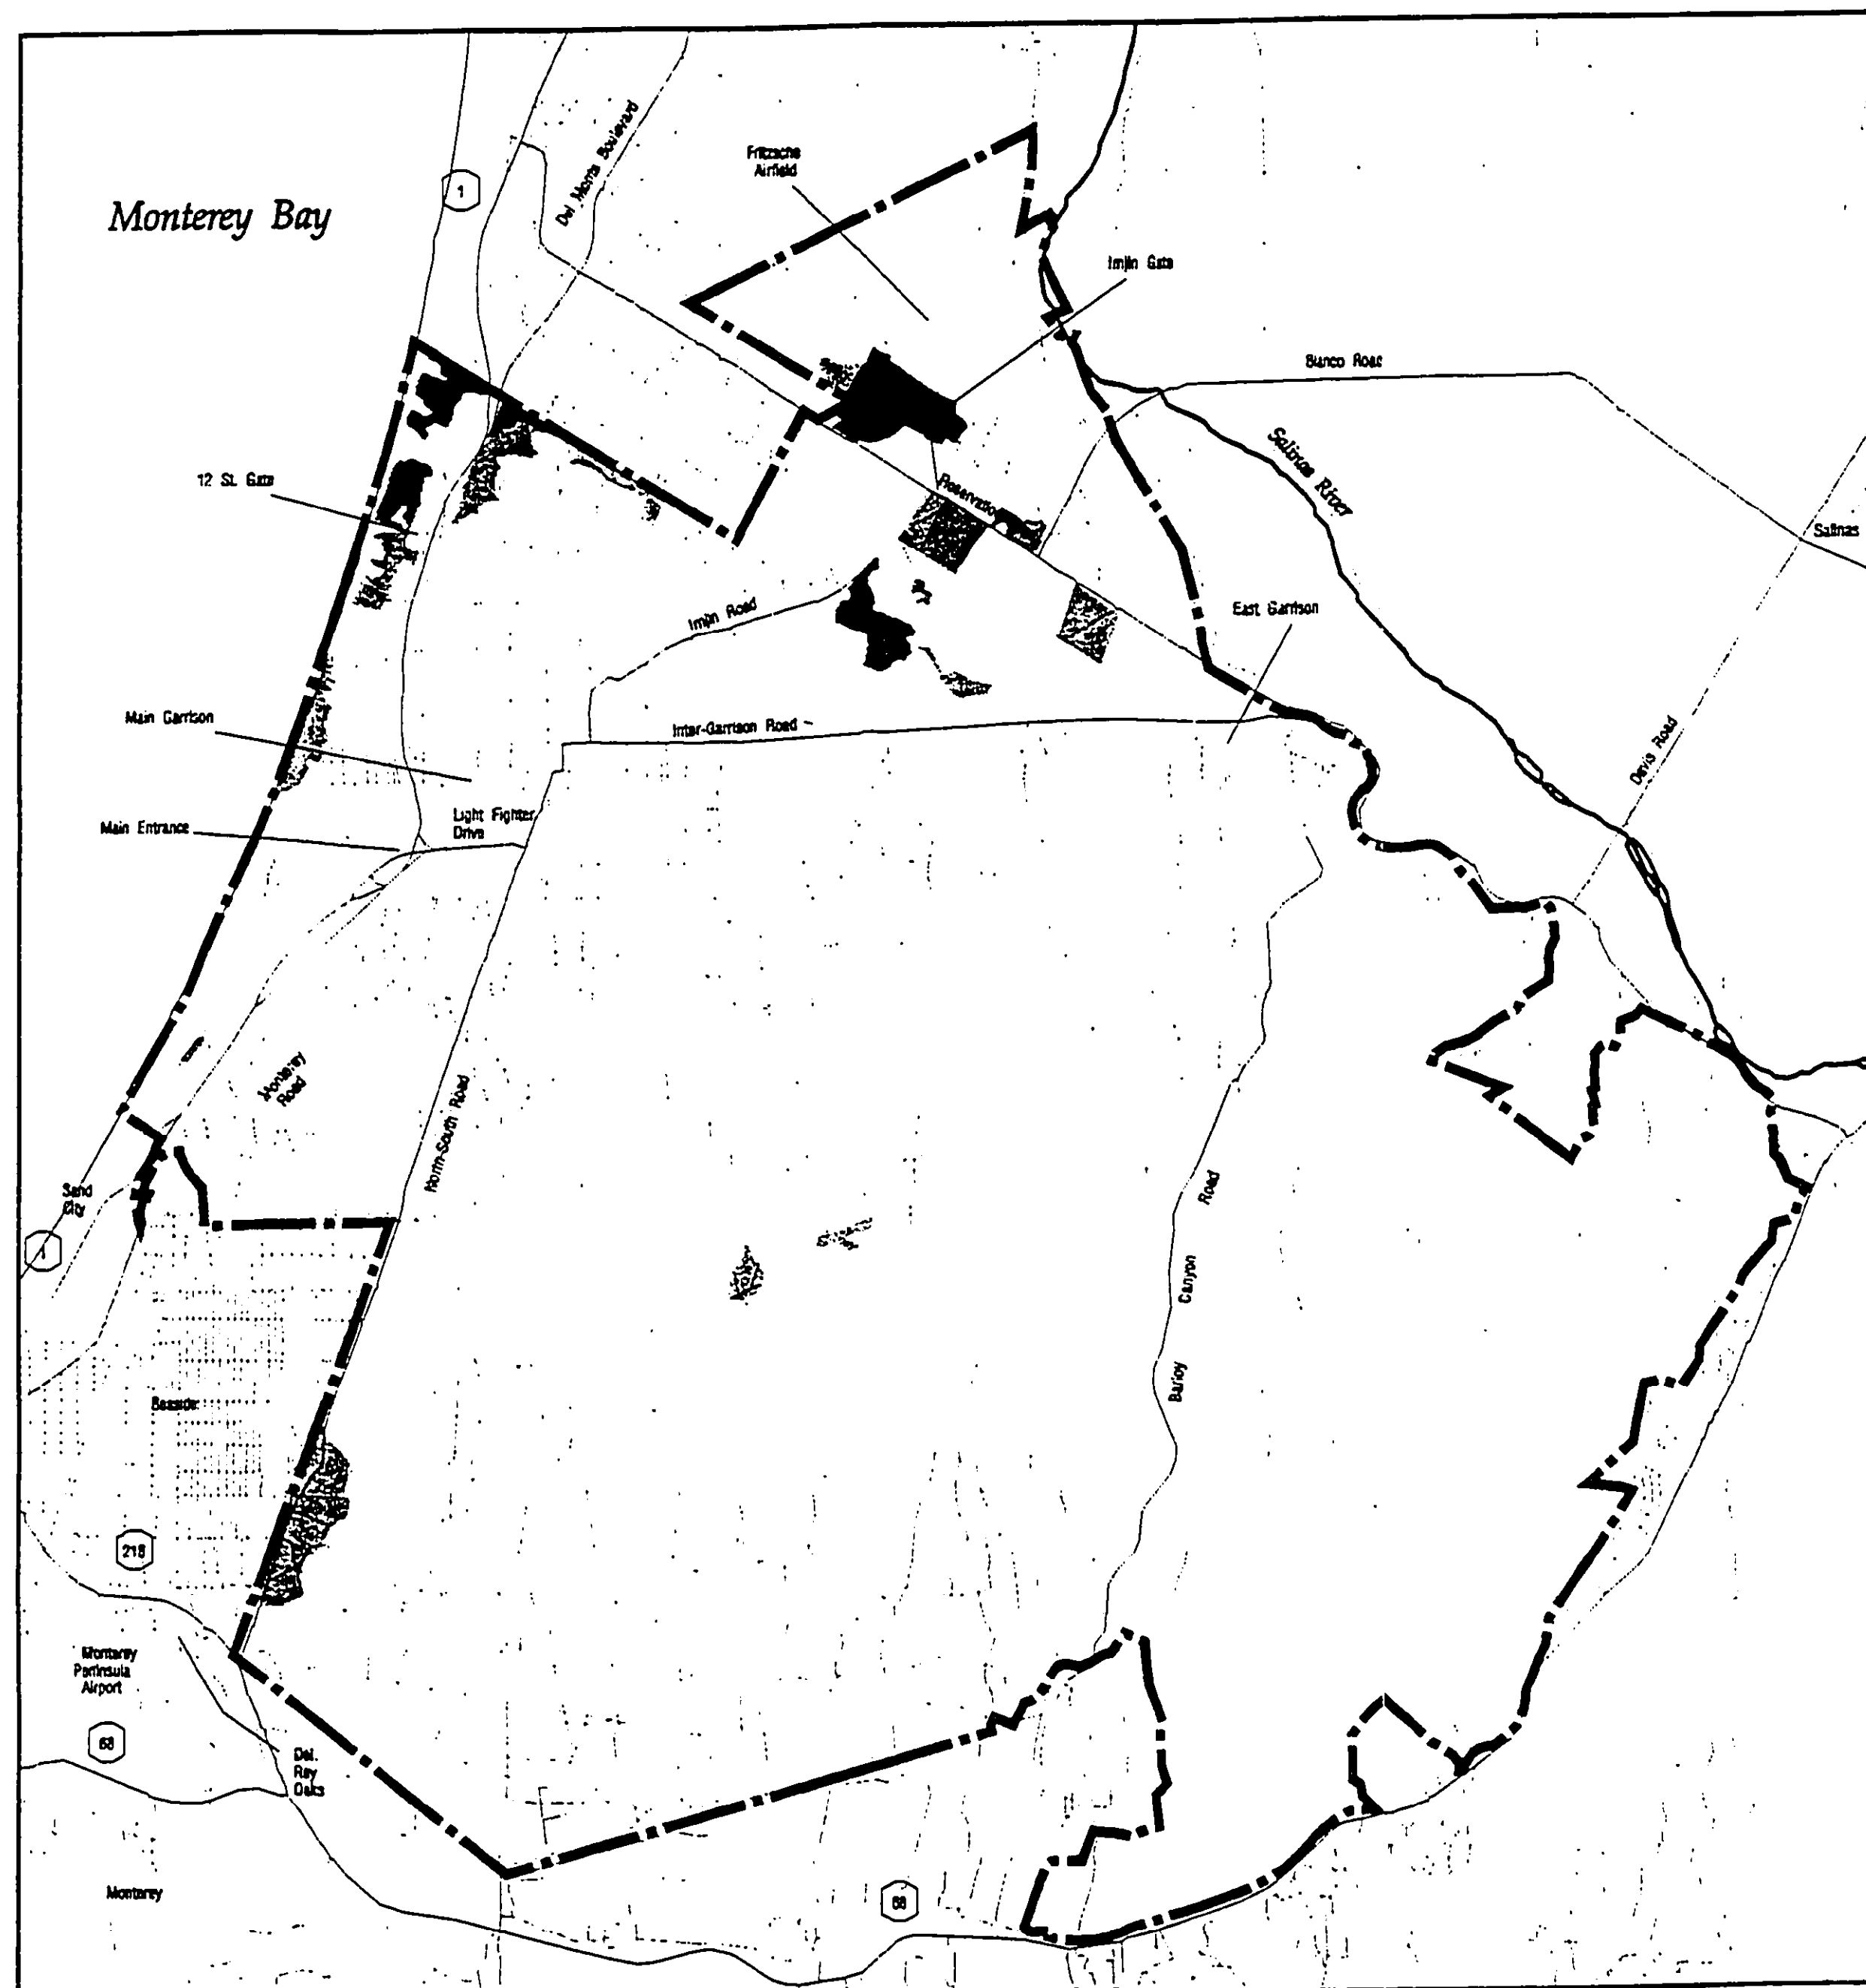 Monterey Bay
1
Del Monte Boulevard
Fritzsche
Airfield
Imjin Gate
Blanco Road
Salinas River
Salinas
12 St. Gate
Reservation
Imjin Road
East Garrison
Main Garrison
Inter-Garrison Road
Davis Road
Main Entrance
Light Fighter
Drive
Monterey
Road
North-South Road
Sand
City
1
Barloy Canyon Road
Seaside
218
Monterey
Peninsula
Airport
68
Del
Rey
Oaks
Monterey
68